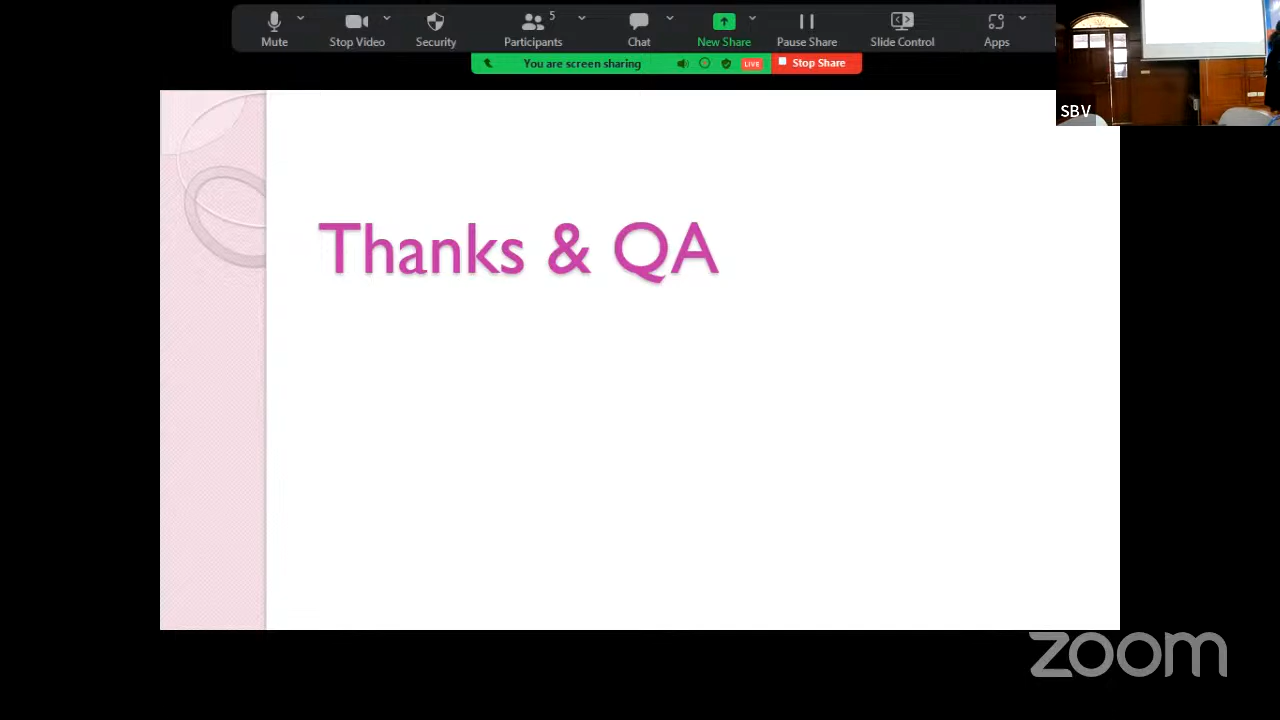 5
Mute
Stop Video
Security
Participants
Chat
New Share
Pause Share
Slide Control
Apps
You are screen sharing
LIVE
Stop Share
SBV
Thanks & QA
zoom